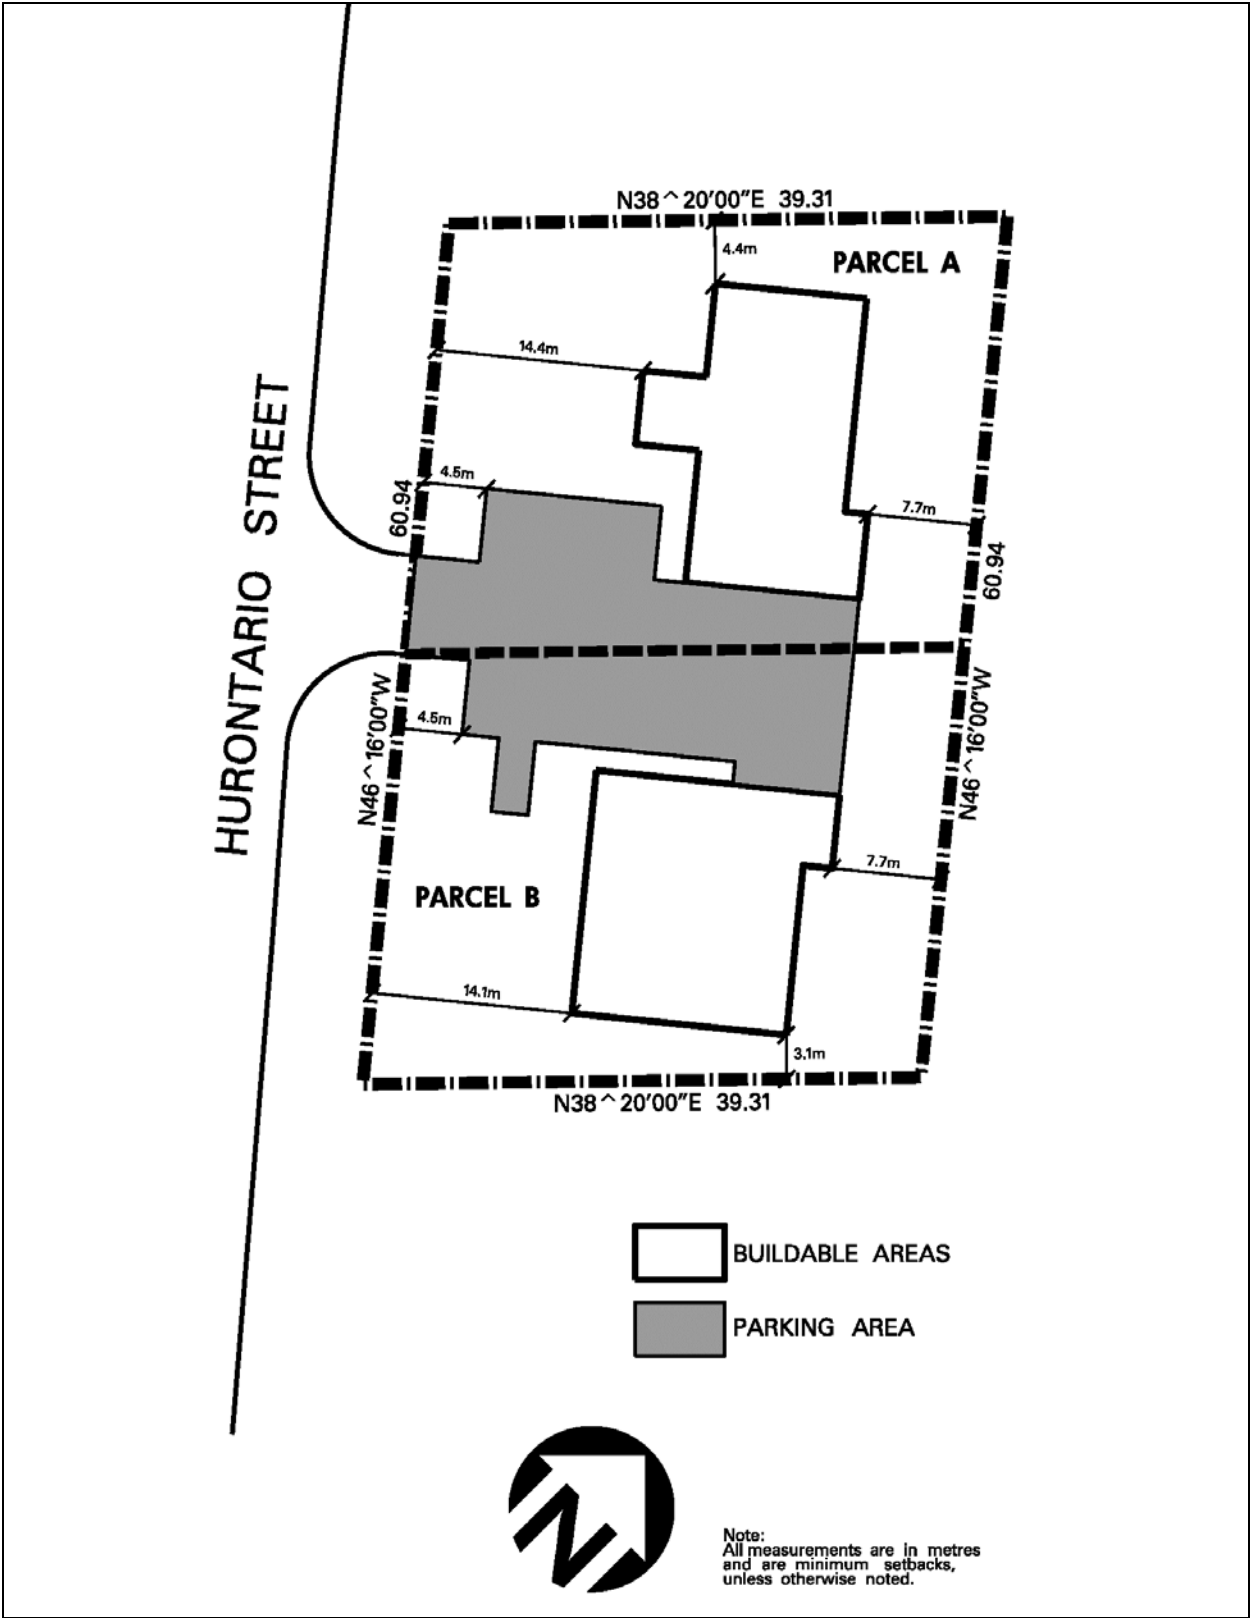 N38^20'00"E 39.31
4.4m
PARCEL A
14.4m
HURONTARIO STREET
4.5m
60.94
7.7m
60.94
N46^16'00"W
4.5m
N46^16'00"W
7.7m
PARCEL B
14.1m
3.1m
N38^20'00"E 39.31
BUILDABLE AREAS
PARKING AREA
N
Note:
All measurements are in metres
and are minimum setbacks,
unless otherwise noted.